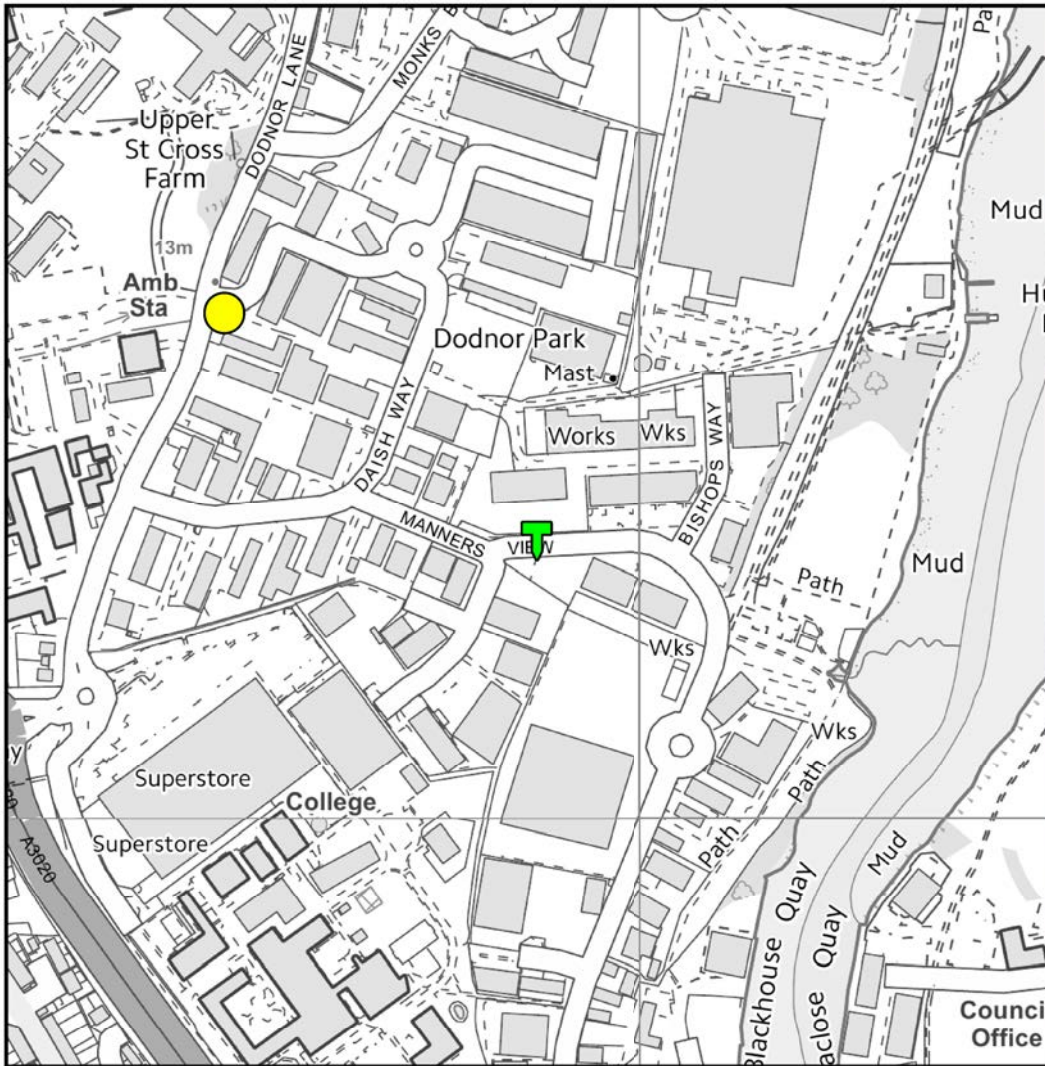 DODNOR LANE
MONKS
Pa
Upper
St Cross
Farm
Mud
13m
Amb
Sta
Dodnor Park
Mast
DAISH WAY
Works
Wks
BISHOPS WAY
MANNERS
VIEW
Path
Mud
Wks
Wks
Superstore
College
Path
Superstore
A3020
Path
Mud
Blackhouse Quay
Quay
Council
Office